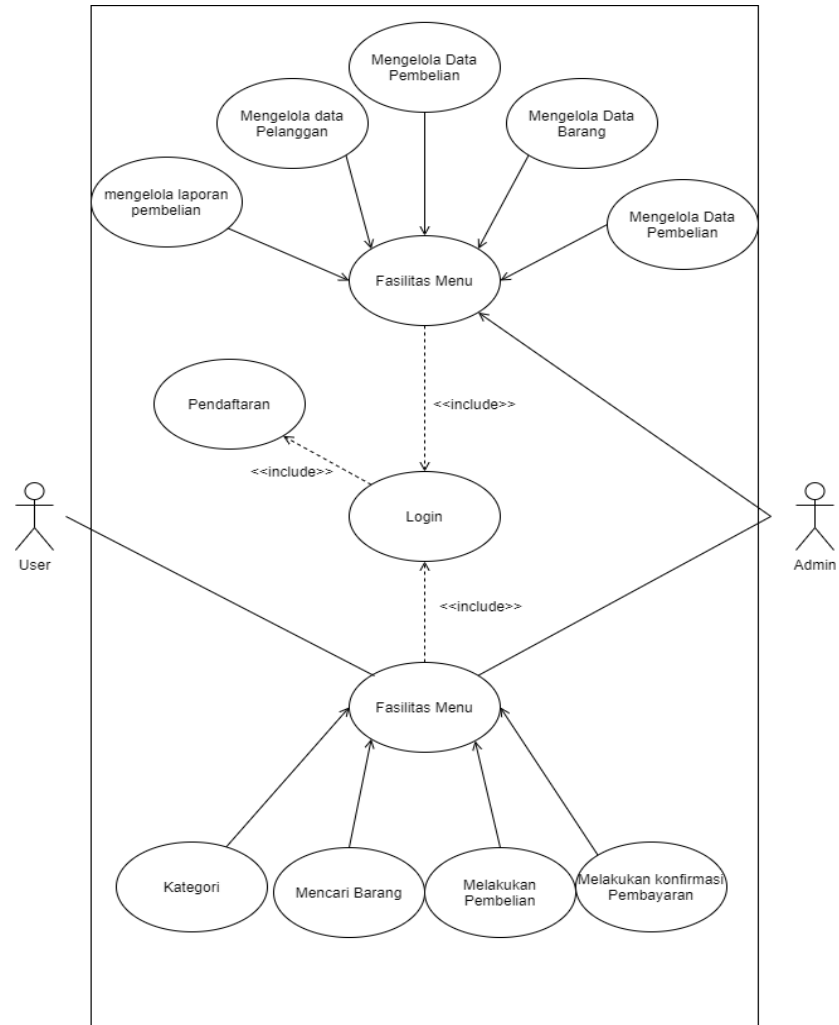 Mengelola Data
Pembelian
Mengelola data
Pelanggan
Mengelola Data
Barang
mengelola laporan
pembelian
Mengelola Data
Pembelian
Fasilitas Menu
<<include>>
Pendaftaran
<<include>>
Login
User
Admin
<<include>>
Fasilitas Menu
Kategori
Mencari Barang
Melakukan
Pembelian
Melakukan konfirmasi
Pembayaran